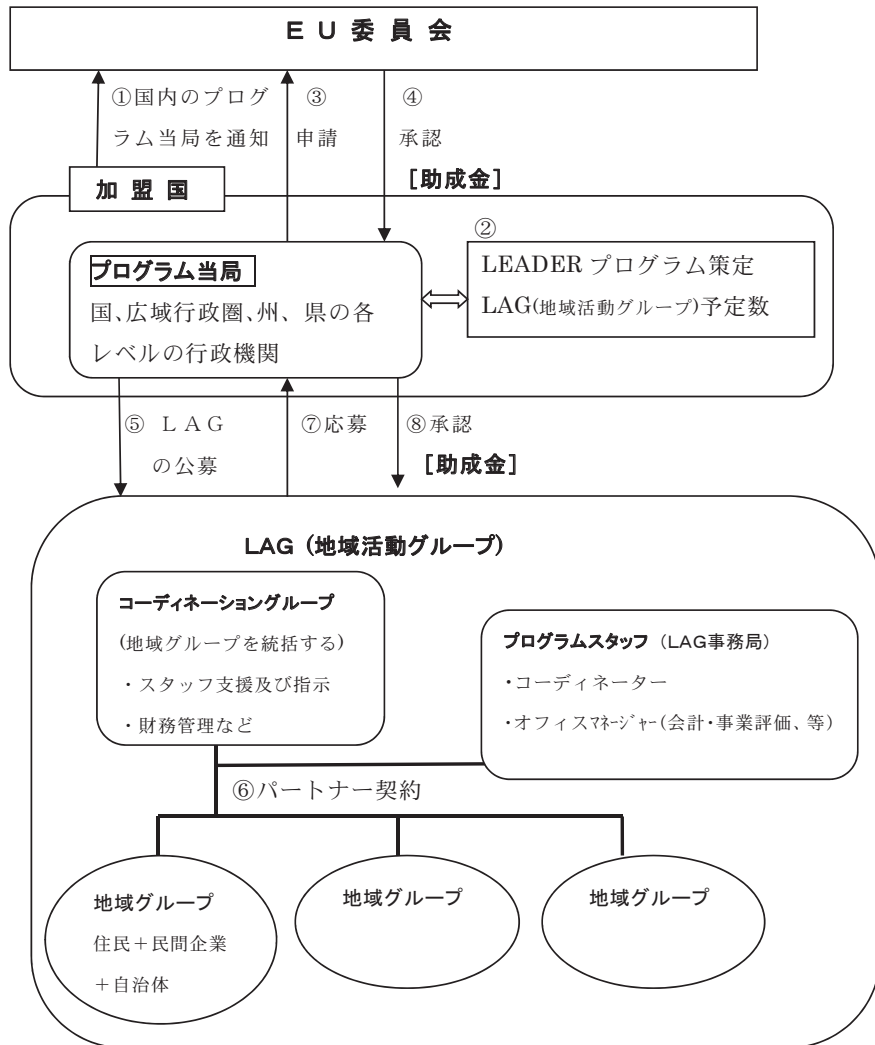 ＥＵ委員会
①国内のプログ
ラム当局を通知
③
申請
④
承認
[助成金]
加盟国
プログラム当局
国、広域行政圏、州、県の各
レベルの行政機関
②
LEADERプログラム策定
LAG(地域活動グループ)予定数
⑤ ＬＡＧ
の公募
⑦応募
⑧承認
[助成金]
LAG (地域活動グループ)
コーディネーショングループ
(地域グループを統括する)
・スタッフ支援及び指示
・財務管理など
プログラムスタッフ (LAG事務局)
・コーディネーター
・オフィスﾏﾈｰｼﾞｬｰ(会計・事業評価、等)
⑥パートナー契約
地域グループ
住民＋民間企業
＋自治体
地域グループ
地域グループ